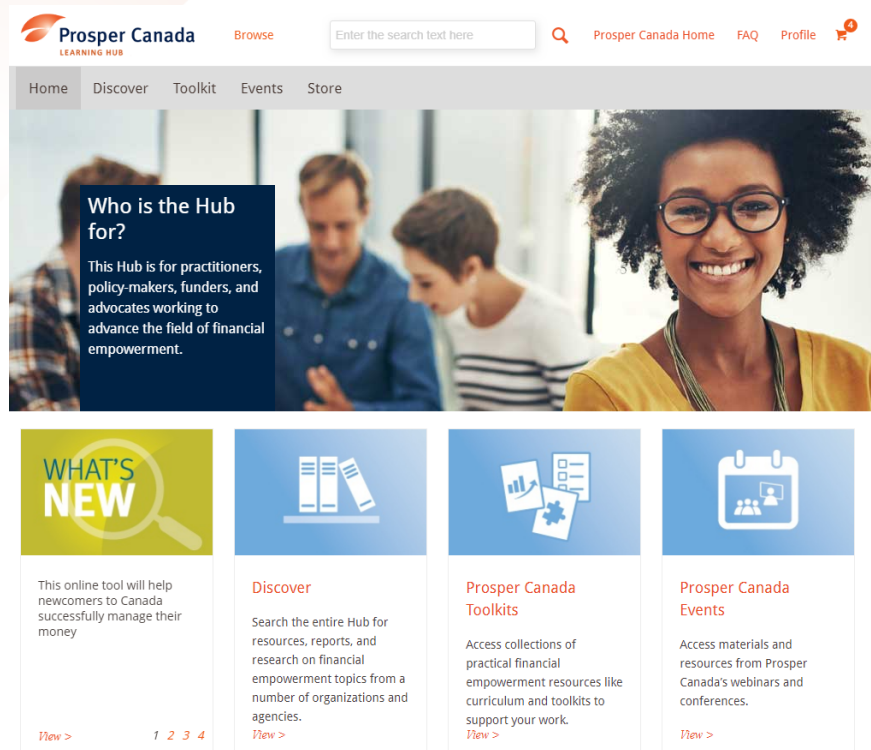 Prosper Canada
LEARNING HUB
Browse
Enter the search text here
Prosper Canada Home
FAQ
Profile
4
Home
Discover
Toolkit
Events
Store
Who is the Hub
for?
This Hub is for practitioners,
policy-makers, funders, and
advocates working to
advance the field of financial
empowerment.
WHAT'S
NEW
This online tool will help
newcomers to Canada
successfully manage their
money
View >
1 2 3 4
Discover
Search the entire Hub for
resources, reports, and
research on financial
empowerment topics from a
number of organizations and
agencies.
View >
Prosper Canada
Toolkits
Access collections of
practical financial
empowerment resources like
curriculum and toolkits to
support your work.
View >
Prosper Canada
Events
Access materials and
resources from Prosper
Canada's webinars and
conferences.
View >